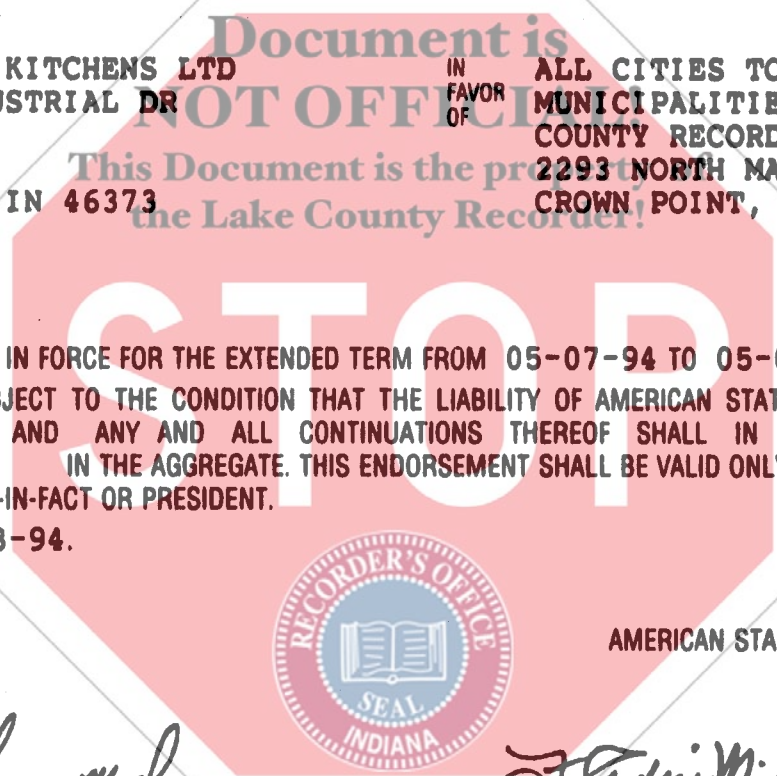 Document is
KITCHENS LTD IN ALL CITIES TO
USTRIAL DR FAVOR MUNICIPALITIE
OF
NOT OFFICIAL!
COUNTY RECORD
This Document is the property of
2293 NORTH MA
IN 46373 CROWN POINT,
the Lake County Recorder!
STOP
IN FORCE FOR THE EXTENDED TERM FROM 05-07-94 TO 05-0
JECT TO THE CONDITION THAT THE LIABILITY OF AMERICAN STAT
AND ANY AND ALL CONTINUATIONS THEREOF SHALL IN
IN THE AGGREGATE. THIS ENDORSEMENT SHALL BE VALID ONLY
-IN-FACT OR PRESIDENT.
-94.
RECORDER'S OFFICE
SEAL
INDIANA
AMERICAN STA